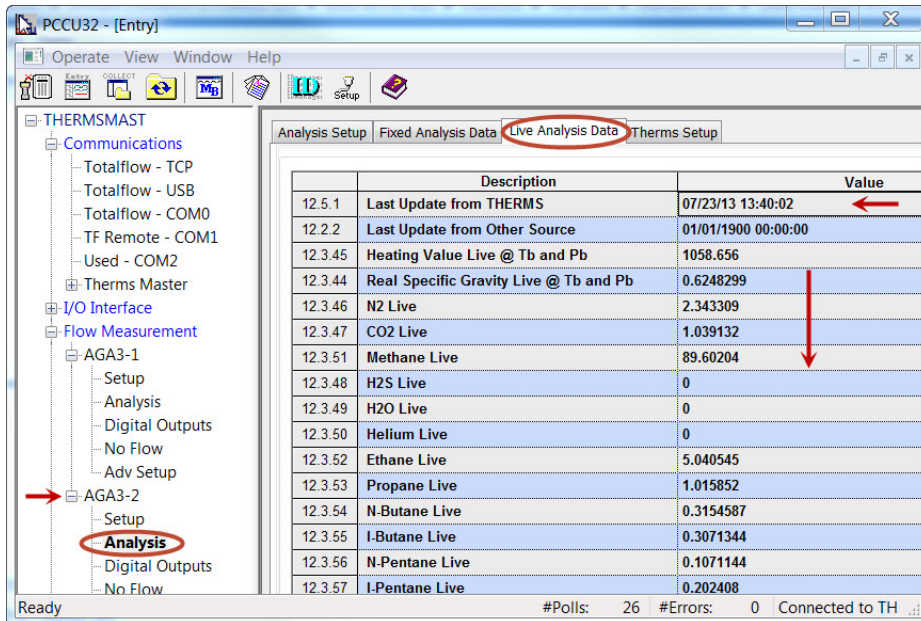 PCCU32 - [Entry]
Operate View Window Help
Entry COLLECT MB ID Setup
THERMSMAST
Communications
Totalflow - TCP
Totalflow - USB
Totalflow - COM0
TF Remote - COM1
Used - COM2
Therms Master
I/O Interface
Flow Measurement
AGA3-1
Setup
Analysis
Digital Outputs
No Flow
Adv Setup
AGA3-2
Setup
Analysis
Digital Outputs
No Flow
Analysis Setup Fixed Analysis Data Live Analysis Data Therms Setup
Description Value
12.5.1 Last Update from THERMS 07/23/13 13:40:02
12.2.2 Last Update from Other Source 01/01/1900 00:00:00
12.3.45 Heating Value Live @ Tb and Pb 1058.656
12.3.44 Real Specific Gravity Live @ Tb and Pb 0.6248299
12.3.46 N2 Live 2.343309
12.3.47 CO2 Live 1.039132
12.3.51 Methane Live 89.60204
12.3.48 H2S Live 0
12.3.49 H2O Live 0
12.3.50 Helium Live 0
12.3.52 Ethane Live 5.040545
12.3.53 Propane Live 1.015852
12.3.54 N-Butane Live 0.3154587
12.3.55 I-Butane Live 0.3071344
12.3.56 N-Pentane Live 0.1071144
12.3.57 I-Pentane Live 0.202408
Ready #Polls: 26 #Errors: 0 Connected to TH